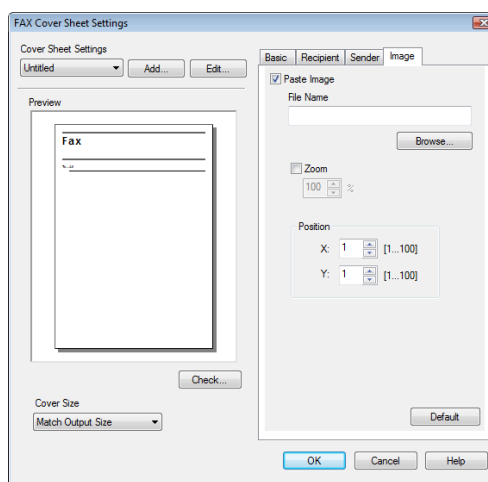 FAX Cover Sheet Settings
Cover Sheet Settings
Untitled
Add...
Edit...
Preview
Fax
Check...
Cover Size
Match Output Size
Basic
Recipient
Sender
Image
Paste Image
File Name
Browse...
Zoom
100 %
Position
X: 1 [1...100]
Y: 1 [1...100]
Default
OK
Cancel
Help